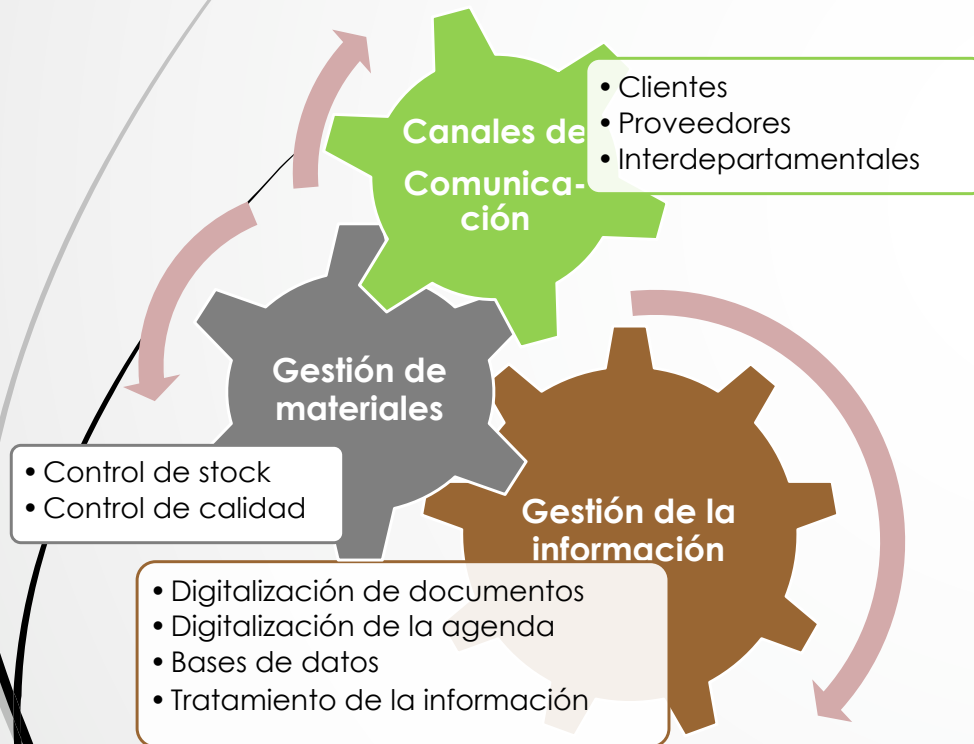 Canales de
Comunica-
ción
• Clientes
• Proveedores
• Interdepartamentales
Gestión de
materiales
• Control de stock
• Control de calidad
Gestión de la
información
• Digitalización de documentos
• Digitalización de la agenda
• Bases de datos
• Tratamiento de la información